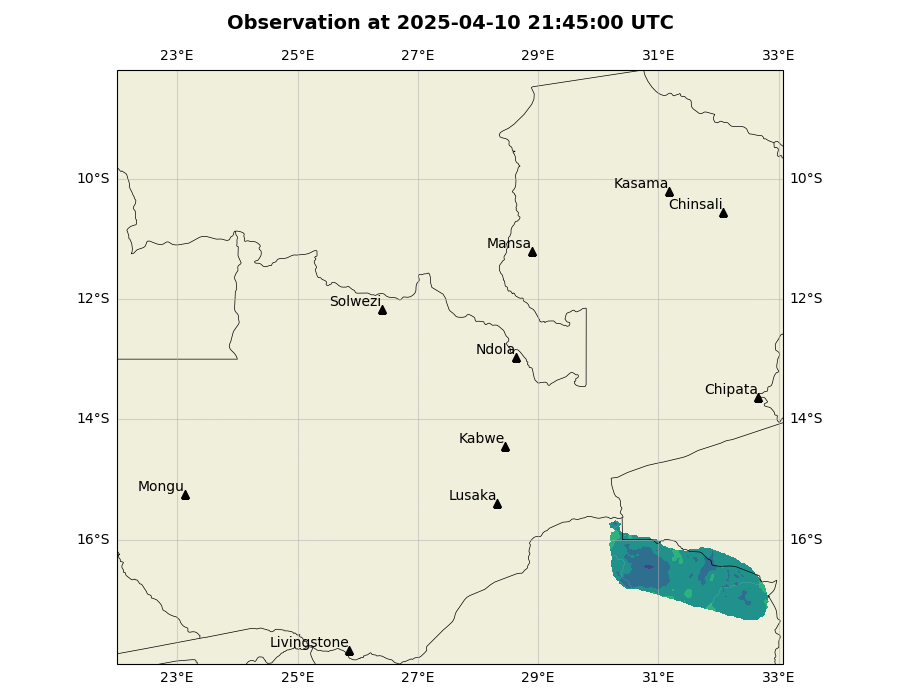 Observation at 2025-04-10 21:45:00 UTC
23°E 25°E 27°E 29°E 31°E 33°E
10°S 10°S
Kasama
Chinsali
Mansa
12°S 12°S
Solwezi
Ndola
Chipata
14°S 14°S
Kabwe
Mongu
Lusaka
16°S 16°S
Livingstone
23°E 25°E 27°E 29°E 31°E 33°E